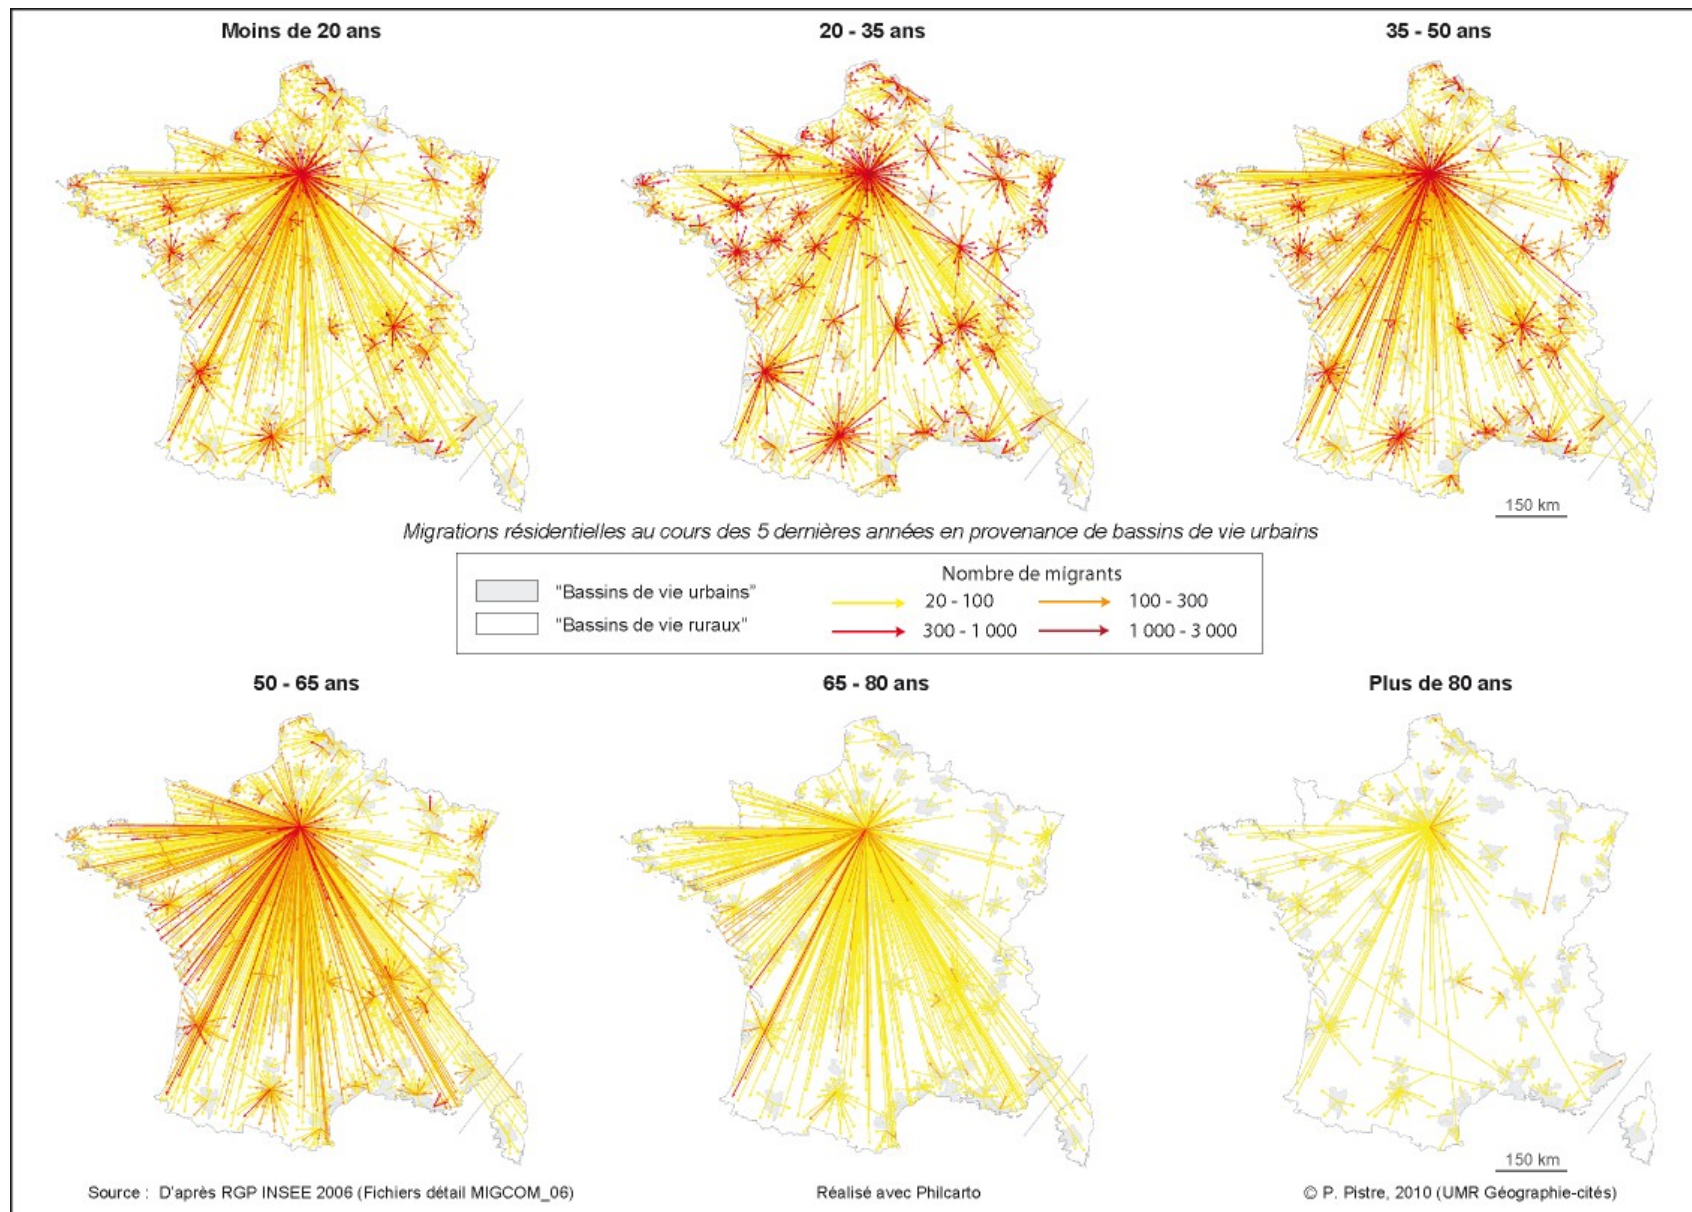 Moins de 20 ans
20 - 35 ans
35 - 50 ans
150 km
Migrations résidentielles au cours des 5 dernières années en provenance de bassins de vie urbains
Nombre de migrants
"Bassins de vie urbains"
20 - 100
100 - 300
"Bassins de vie ruraux"
300 - 1 000
1 000 - 3 000
50 - 65 ans
65 - 80 ans
Plus de 80 ans
150 km
Source : D'après RGP INSEE 2006 (Fichiers détail MIGCOM_06)
Réalisé avec Philcarto
© P. Pistre, 2010 (UMR Géographie-cités)